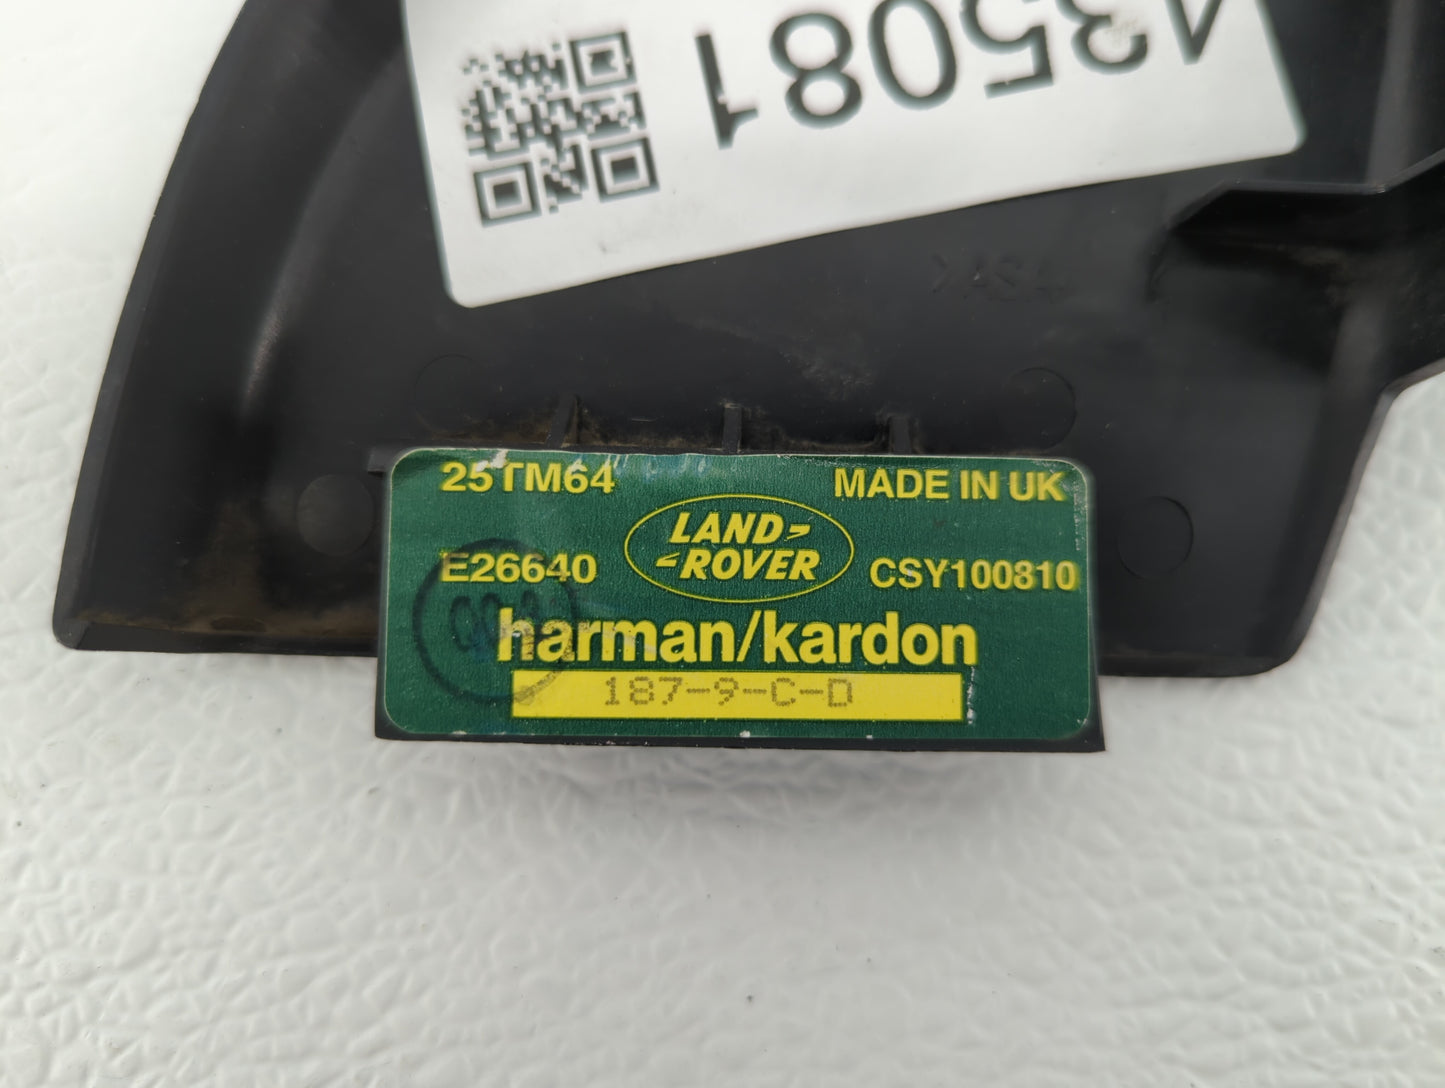 435081
25TM64
MADE IN UK
LAND-
-ROVER
E26640
CSY100810
harman/kardon
187-9-C-D